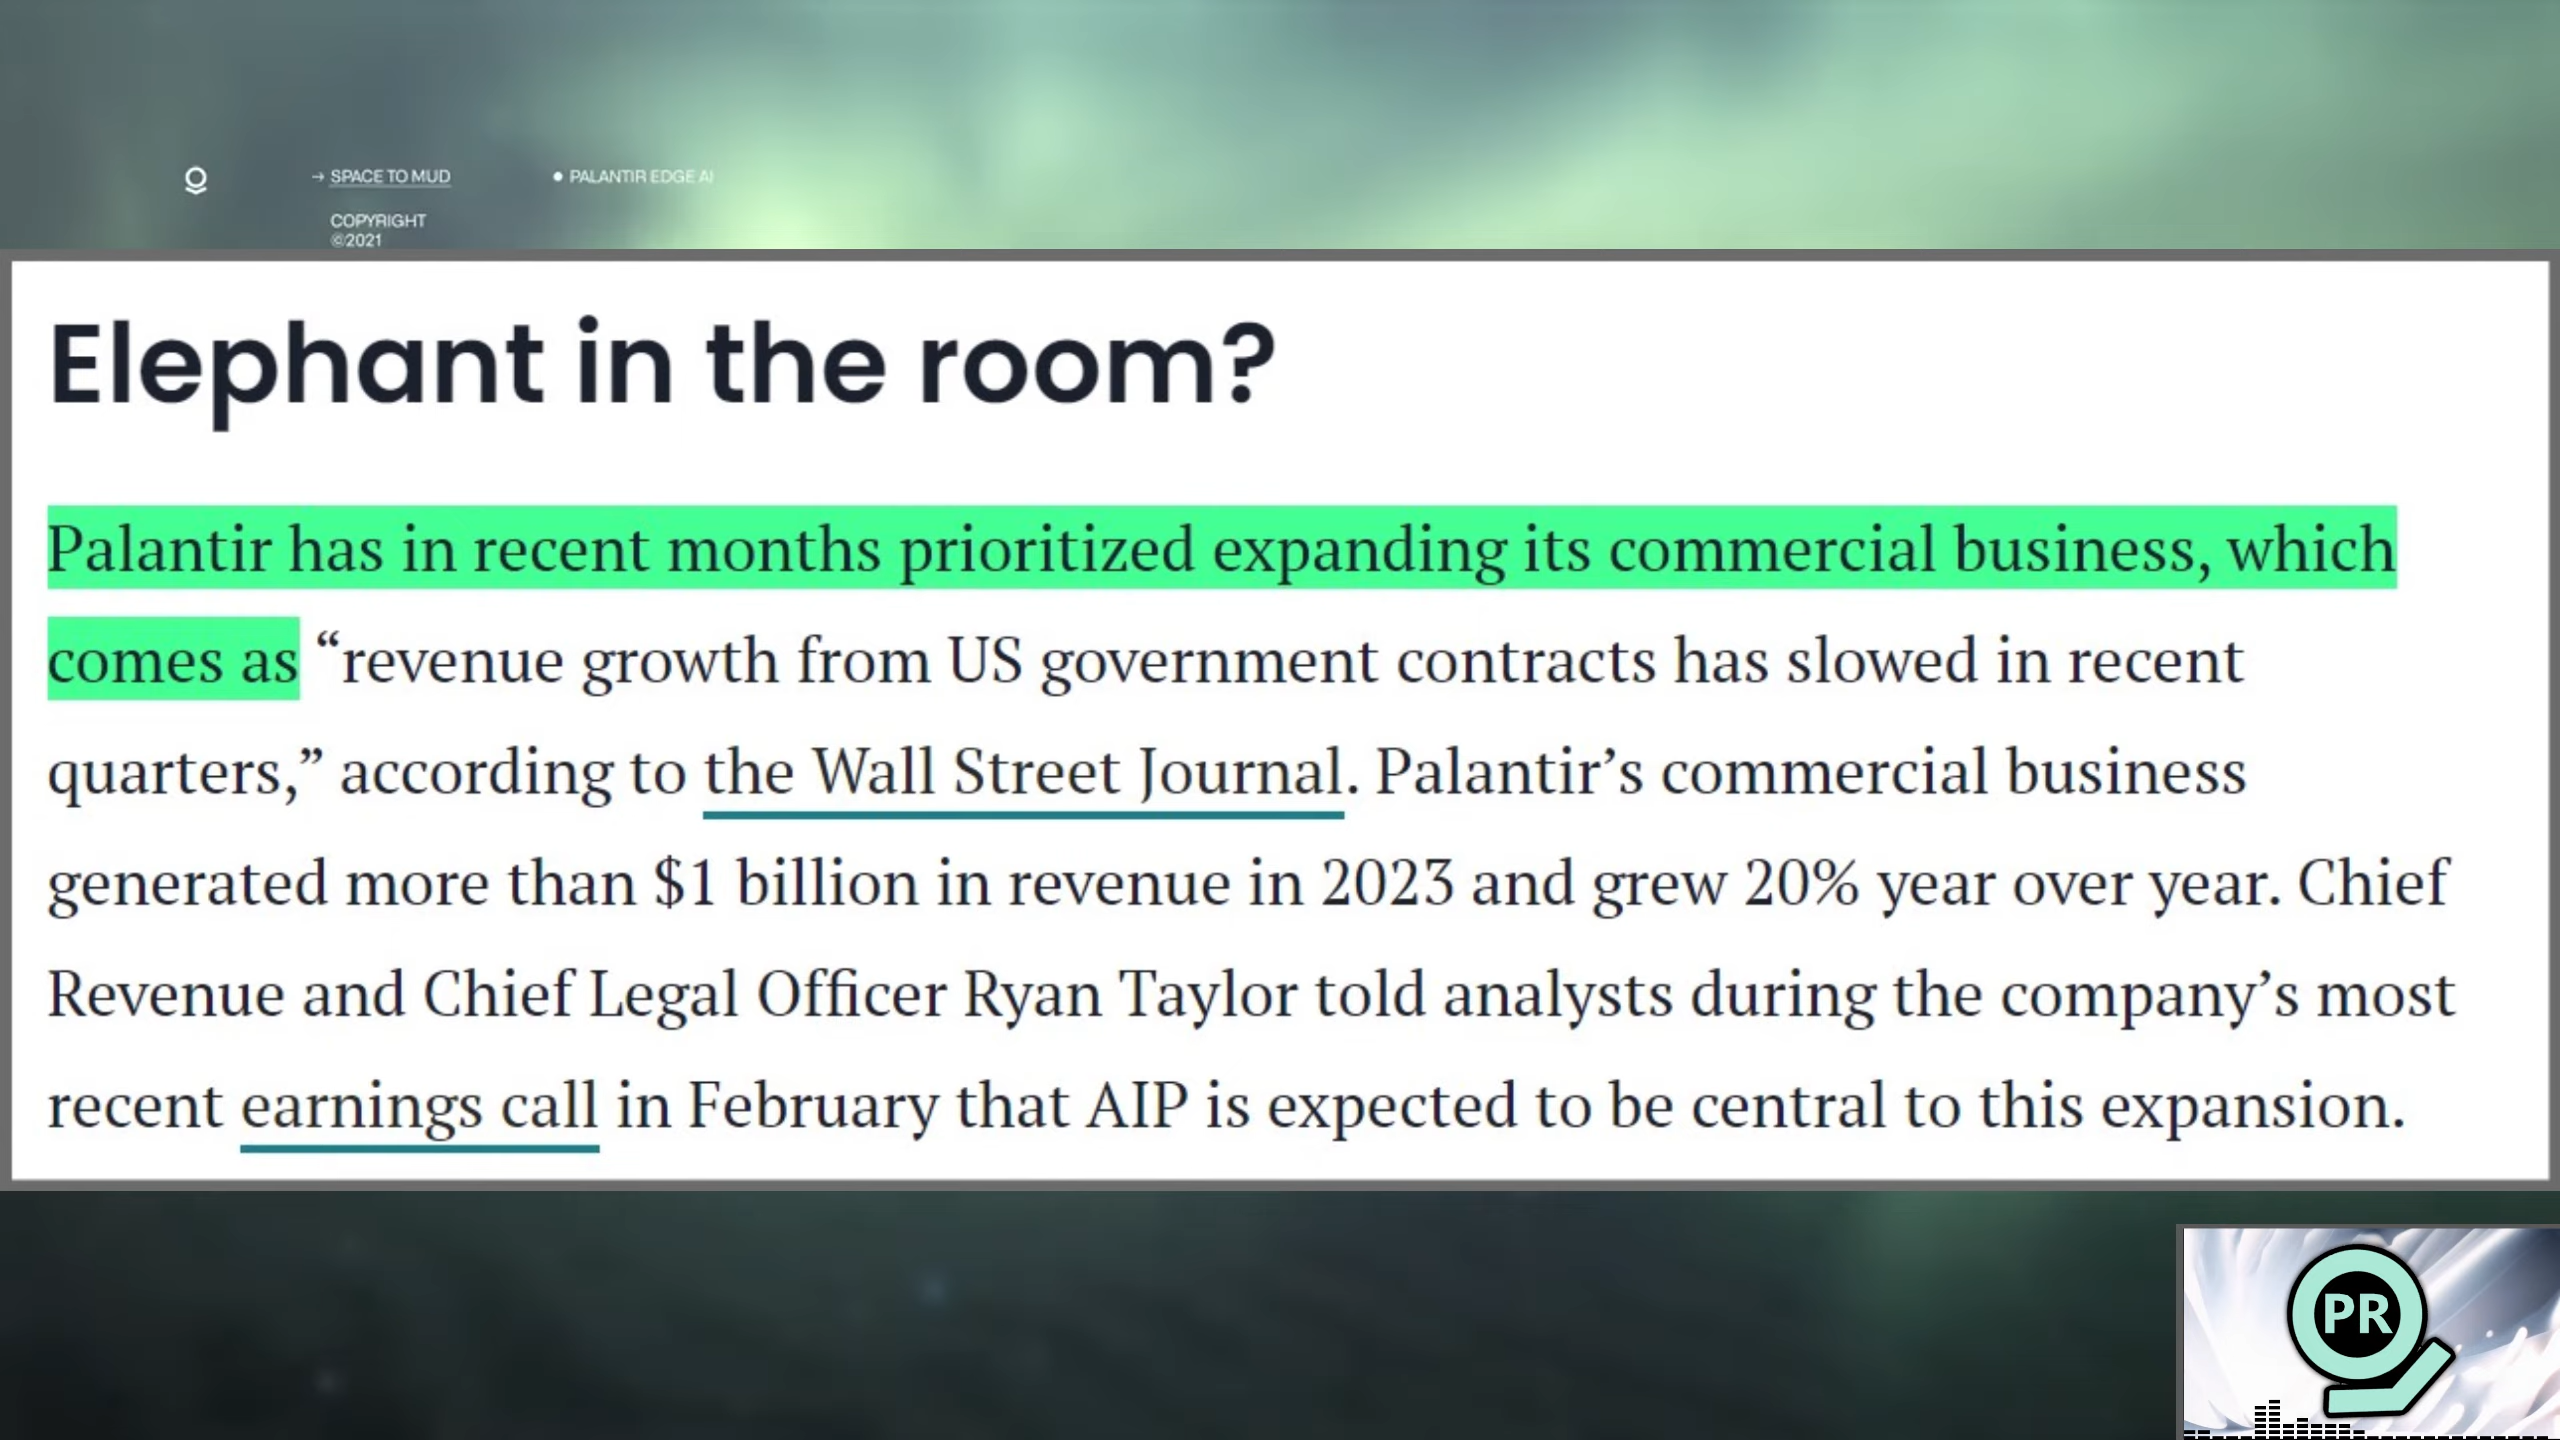 → SPACE TO MUD
● PALANTIR EDGE AI
COPYRIGHT
©2021
Elephant in the room?
Palantir has in recent months prioritized expanding its commercial business, which
comes as “revenue growth from US government contracts has slowed in recent
quarters,” according to the Wall Street Journal. Palantir’s commercial business
generated more than $1 billion in revenue in 2023 and grew 20% year over year. Chief
Revenue and Chief Legal Officer Ryan Taylor told analysts during the company’s most
recent earnings call in February that AIP is expected to be central to this expansion.
PR